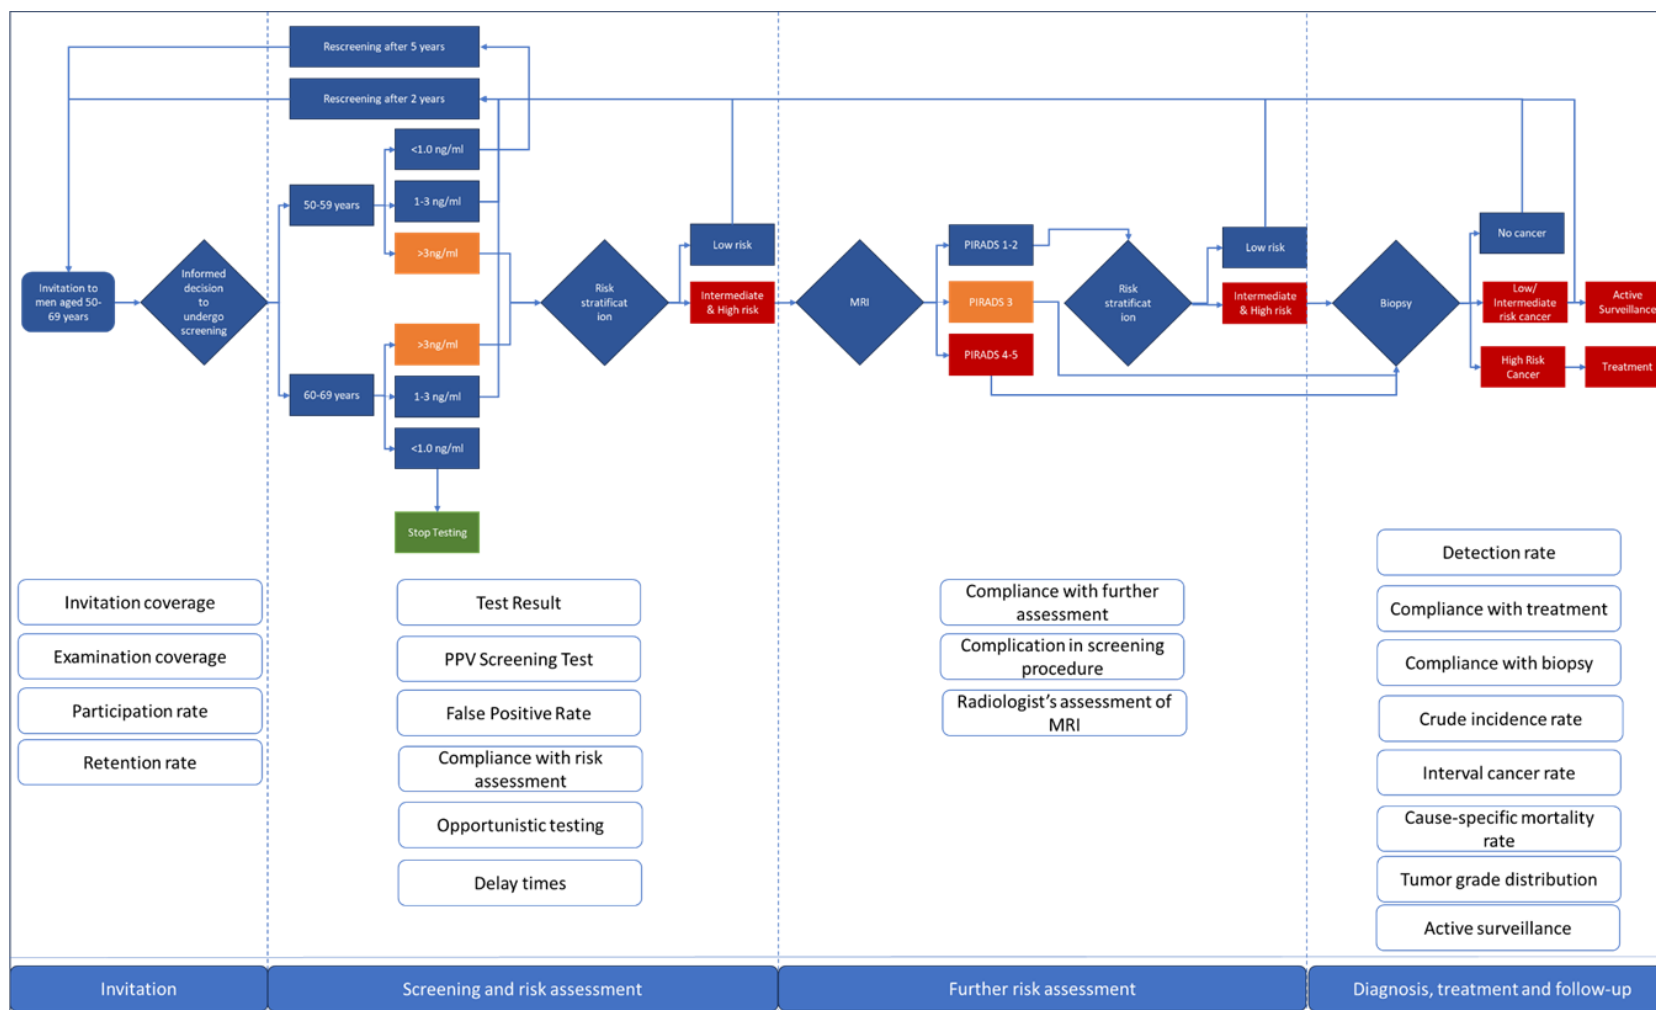 Rescreening after 5 years
Rescreening after 2 years
<1.0 ng/ml
50-59 years
1-3 ng/ml
>3ng/ml
Invitation to
men aged 50-
69 years
Informed
decision
to
undergo
screening
>3ng/ml
60-69 years
1-3 ng/ml
<1.0 ng/ml
Stop Testing
Risk
stratificat
ion
Low risk
Intermediate
& High risk
MRI
PIRADS 1-2
PIRADS 3
PIRADS 4-5
Risk
stratificat
ion
Low risk
Intermediate
& High risk
Biopsy
No cancer
Low/
Intermediate
risk cancer
Active
Surveillance
High Risk
Cancer
Treatment
Invitation coverage
Examination coverage
Participation rate
Retention rate
Test Result
PPV Screening Test
False Positive Rate
Compliance with risk
assessment
Opportunistic testing
Delay times
Compliance with further
assessment
Complication in screening
procedure
Radiologist's assessment of
MRI
Detection rate
Compliance with treatment
Compliance with biopsy
Crude incidence rate
Interval cancer rate
Cause-specific mortality
rate
Tumor grade distribution
Active surveillance
Invitation
Screening and risk assessment
Further risk assessment
Diagnosis, treatment and follow-up